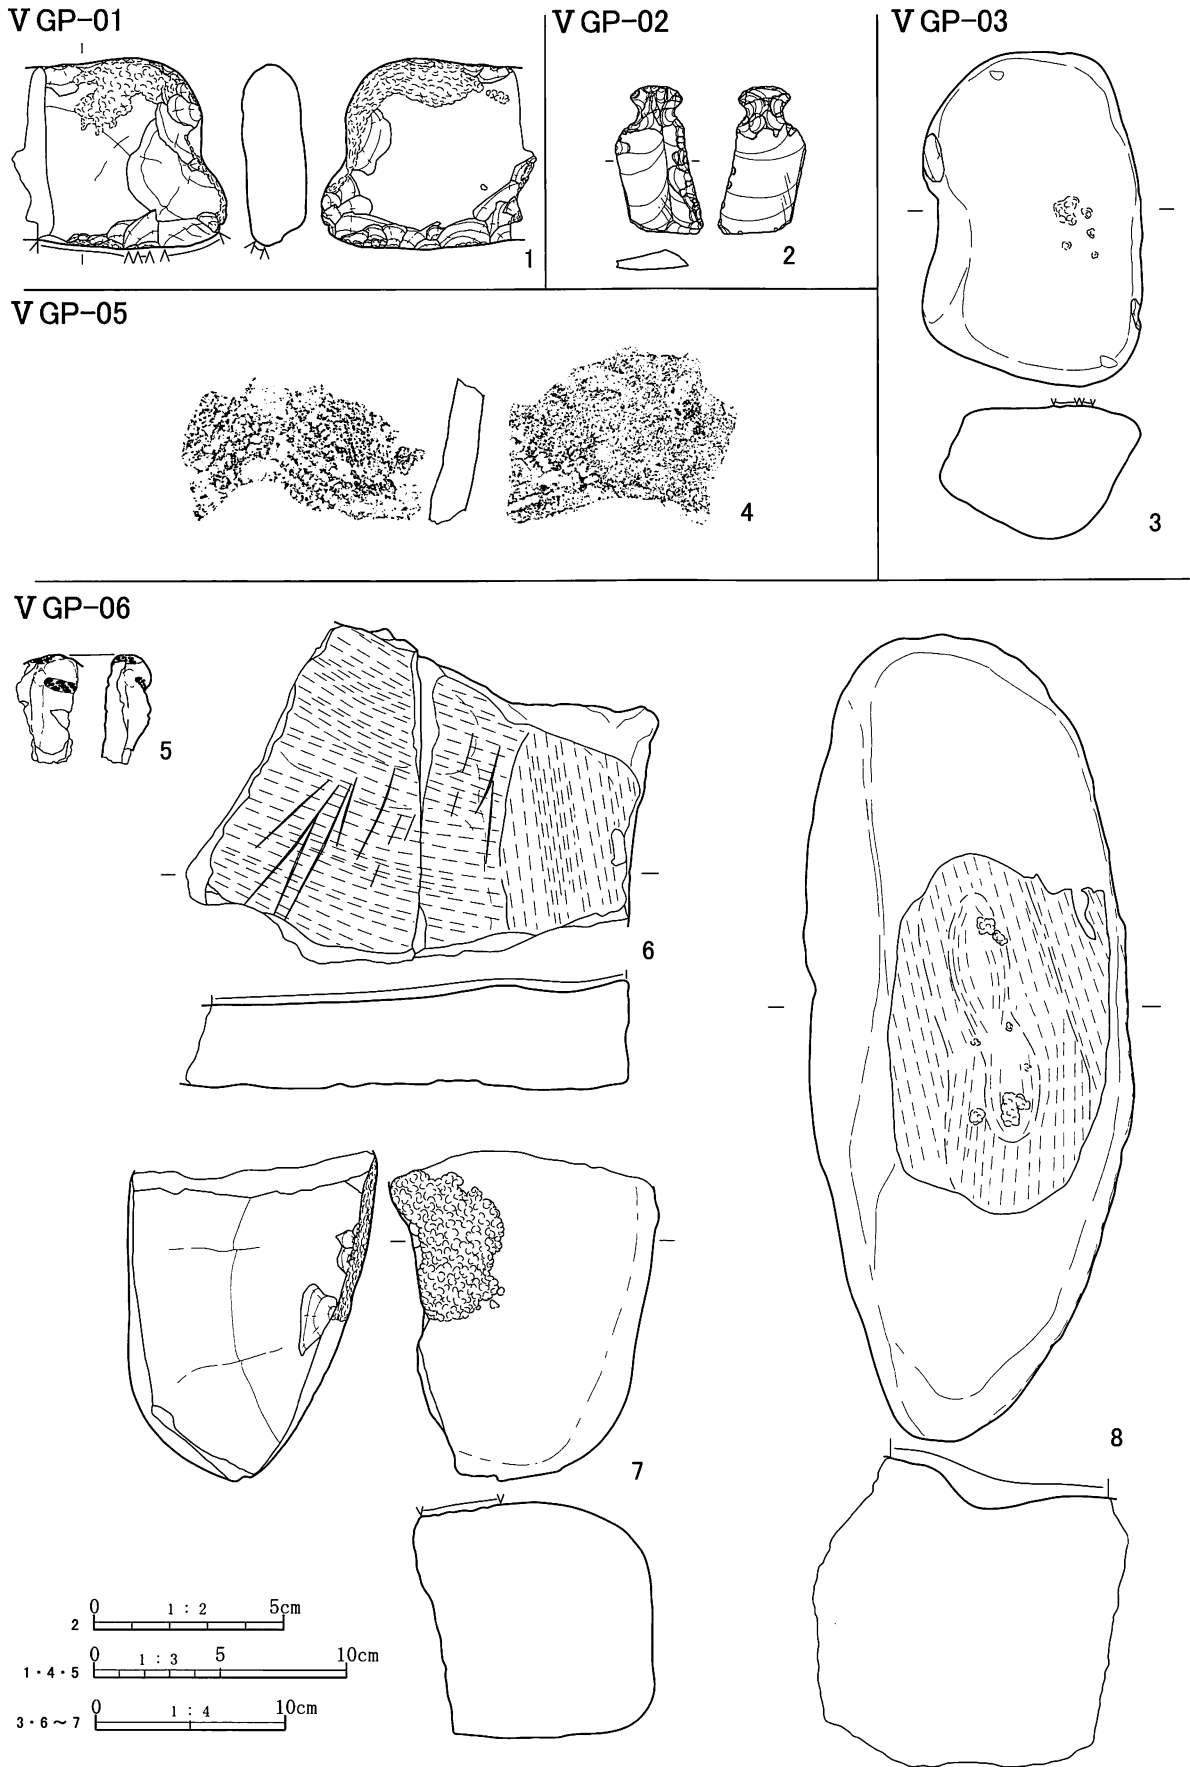 V GP-01
1
V GP-02
2
V GP-03
3
V GP-05
4
V GP-06
5
6
7
8
2 0 1 : 2 5cm
1・4・5 0 1 : 3 5 10cm
3・6～7 0 1 : 4 10cm